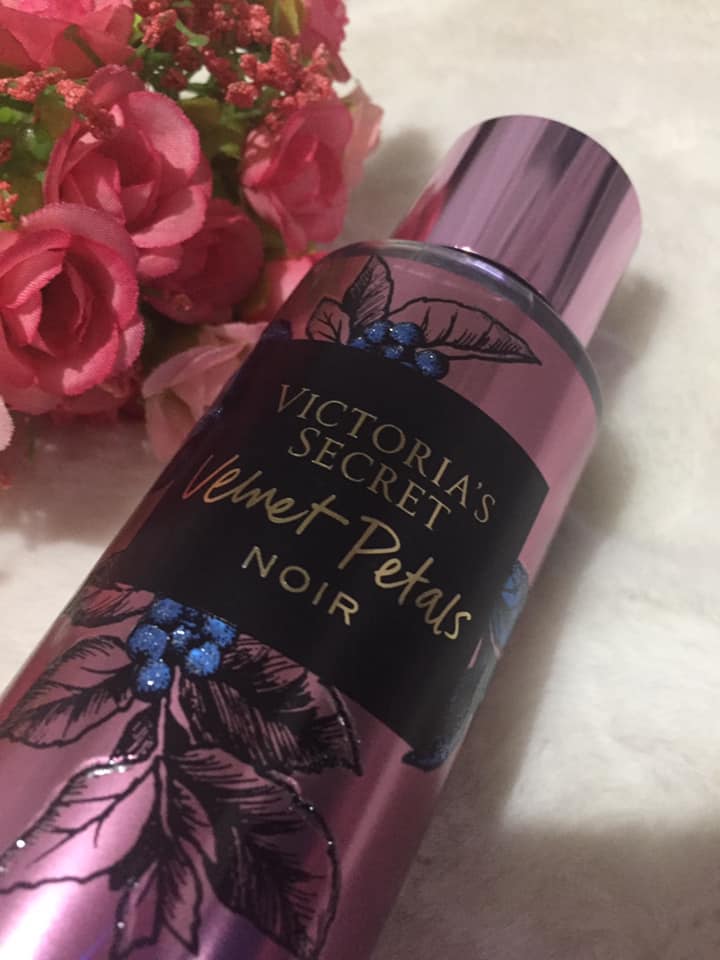 VICTORIA'S
SECRET
Velvet Petals
NOIR